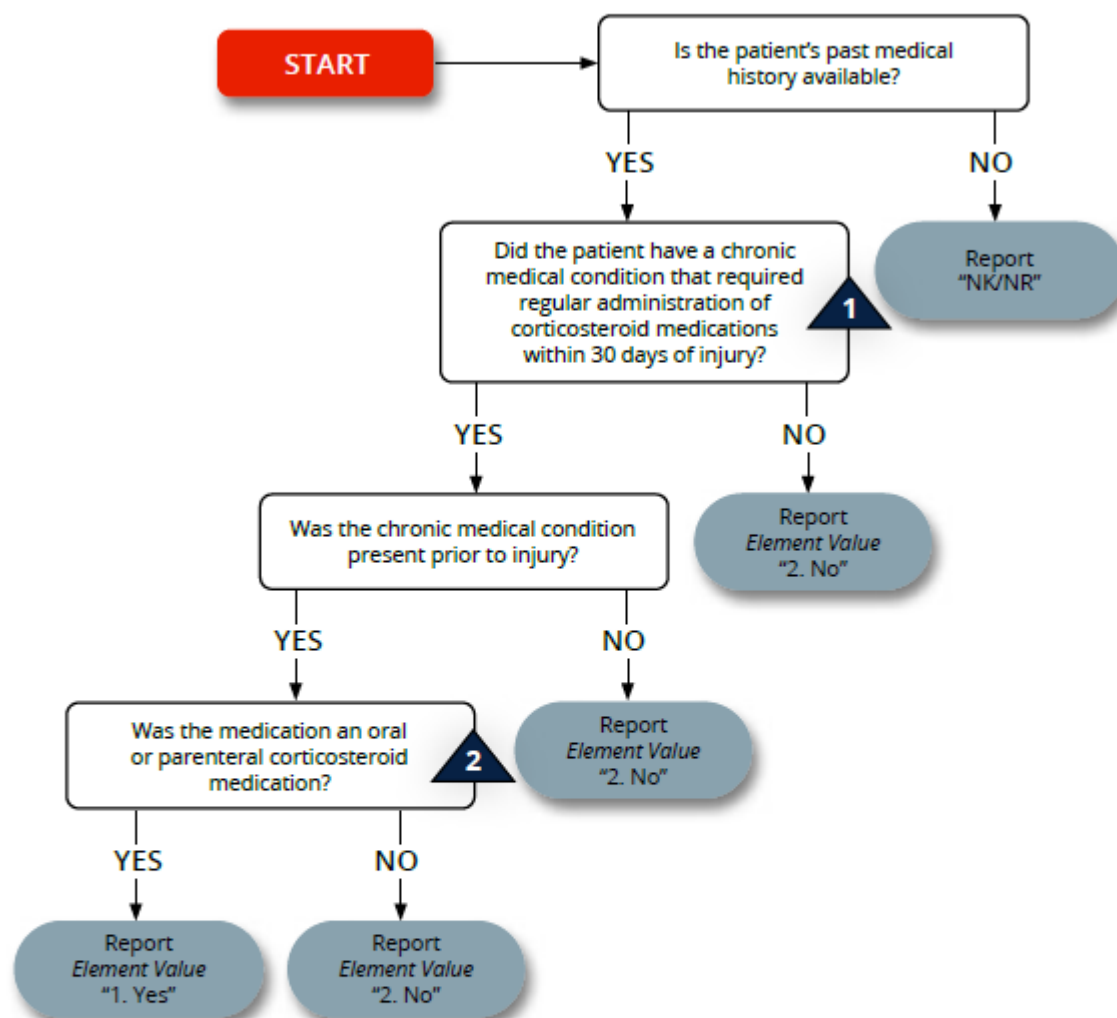 START
Is the patient’s past medical
history available?
YES
NO
Did the patient have a chronic
medical condition that required
regular administration of
corticosteroid medications
within 30 days of injury?
1
Report
“NK/NR”
YES
NO
Was the chronic medical condition
present prior to injury?
Report
Element Value
“2. No”
YES
NO
Was the medication an oral
or parenteral corticosteroid
medication?
2
Report
Element Value
“2. No”
YES
NO
Report
Element Value
“1. Yes”
Report
Element Value
“2. No”